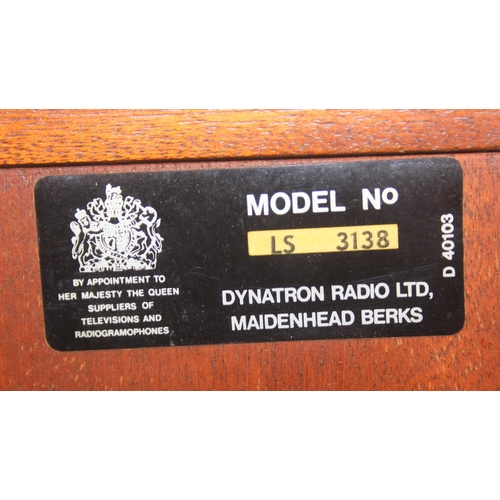 BY APPOINTMENT TO
HER MAJESTY THE QUEEN
SUPPLIERS OF
TELEVISIONS AND
RADIOGRAMOPHONES
MODEL No
LS 3138
DYNATRON RADIO LTD,
MAIDENHEAD BERKS
D 40103